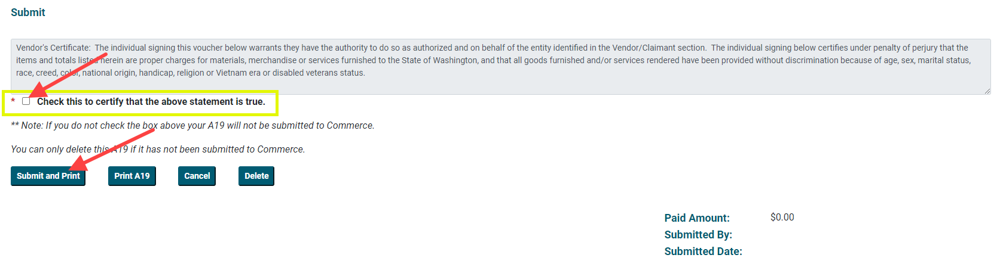 Submit
Vendor's Certificate:  The individual signing this voucher below warrants they have the authority to do so as authorized and on behalf of the entity identified in the Vendor/Claimant section.  The individual signing below certifies under penalty of perjury that the
items and totals listed herein are proper charges for materials, merchandise or services furnished to the State of Washington, and that all goods furnished and/or services rendered have been provided without discrimination because of age, sex, marital status,
race, creed, color, national origin, handicap, religion or Vietnam era or disabled veterans status.
* Check this to certify that the above statement is true.
** Note: If you do not check the box above your A19 will not be submitted to Commerce.
You can only delete this A19 if it has not been submitted to Commerce.
Submit and Print Print A19 Cancel Delete
Paid Amount: $0.00
Submitted By:
Submitted Date: